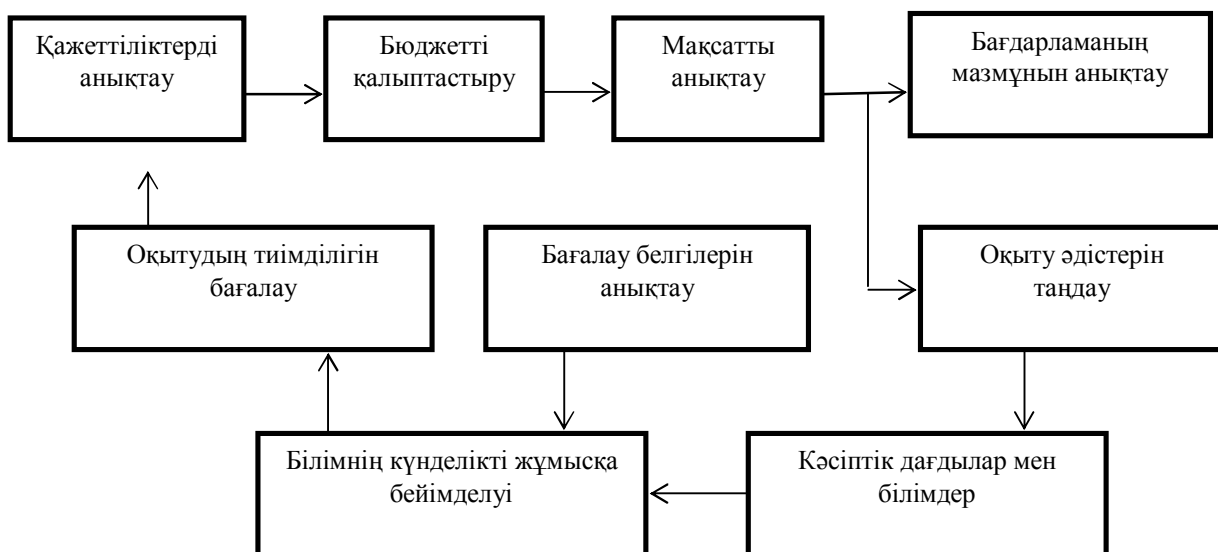 Қажеттіліктерді
анықтау
Бюджетті
қалыптастыру
Мақсатты
анықтау
Бағдарламаның
мазмұнын анықтау
Оқытудың тиімділігін
бағалау
Бағалау белгілерін
анықтау
Оқыту әдістерін
таңдау
Білімнің күнделікті жұмысқа
бейімделуі
Кәсіптік дағдылар мен
білімдер